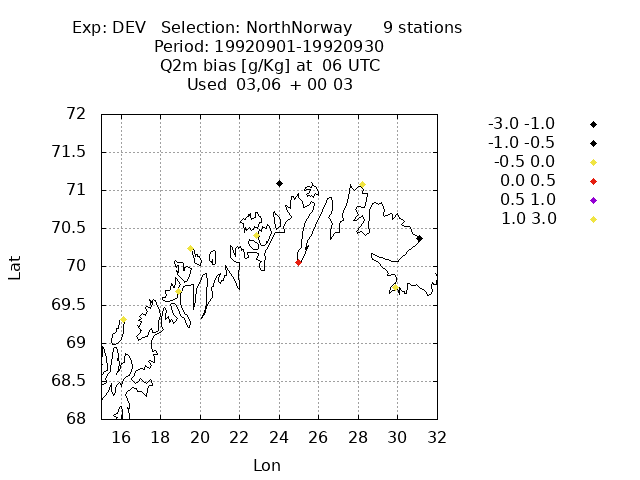 Exp: DEV Selection: NorthNorway 9 stations
Period: 19920901-19920930
Q2m bias [g/Kg] at 06 UTC
Used 03,06 + 00 03
72
71.5
71
70.5
70
69.5
69
68.5
68
Lat
16 18 20 22 24 26 28 30 32
Lon
-3.0 -1.0
-1.0 -0.5
-0.5 0.0
0.0 0.5
0.5 1.0
1.0 3.0